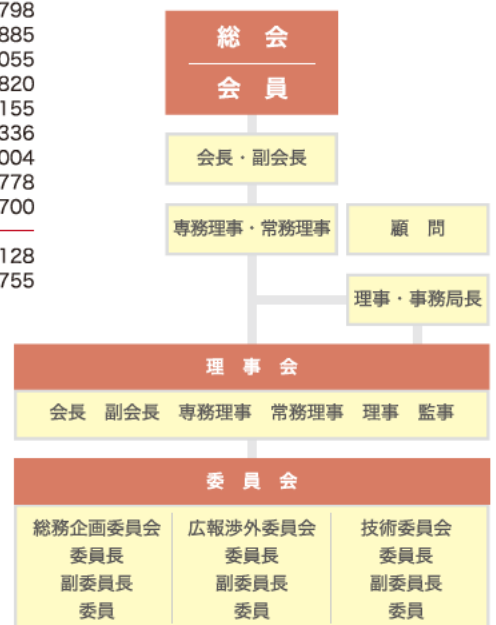 798
885
055
820
155
336
004
778
700
128
755
総 会
会 員
会長・副会長
専務理事・常務理事
顧 問
理事・事務局長
理 事 会
会長 副会長 専務理事 常務理事 理事 監事
委 員 会
総務企画委員会
委員長
副委員長
委員
広報渉外委員会
委員長
副委員長
委員
技術委員会
委員長
副委員長
委員